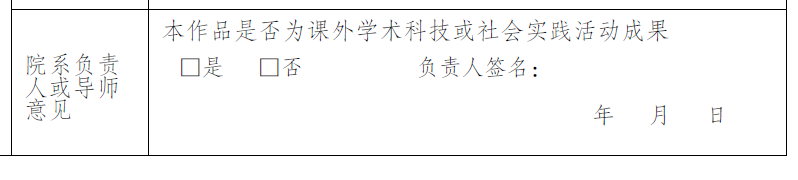 院系负责
人或导师
意见
本作品是否为课外学术科技或社会实践活动成果
□是 □否 负责人签名：
年 月 日